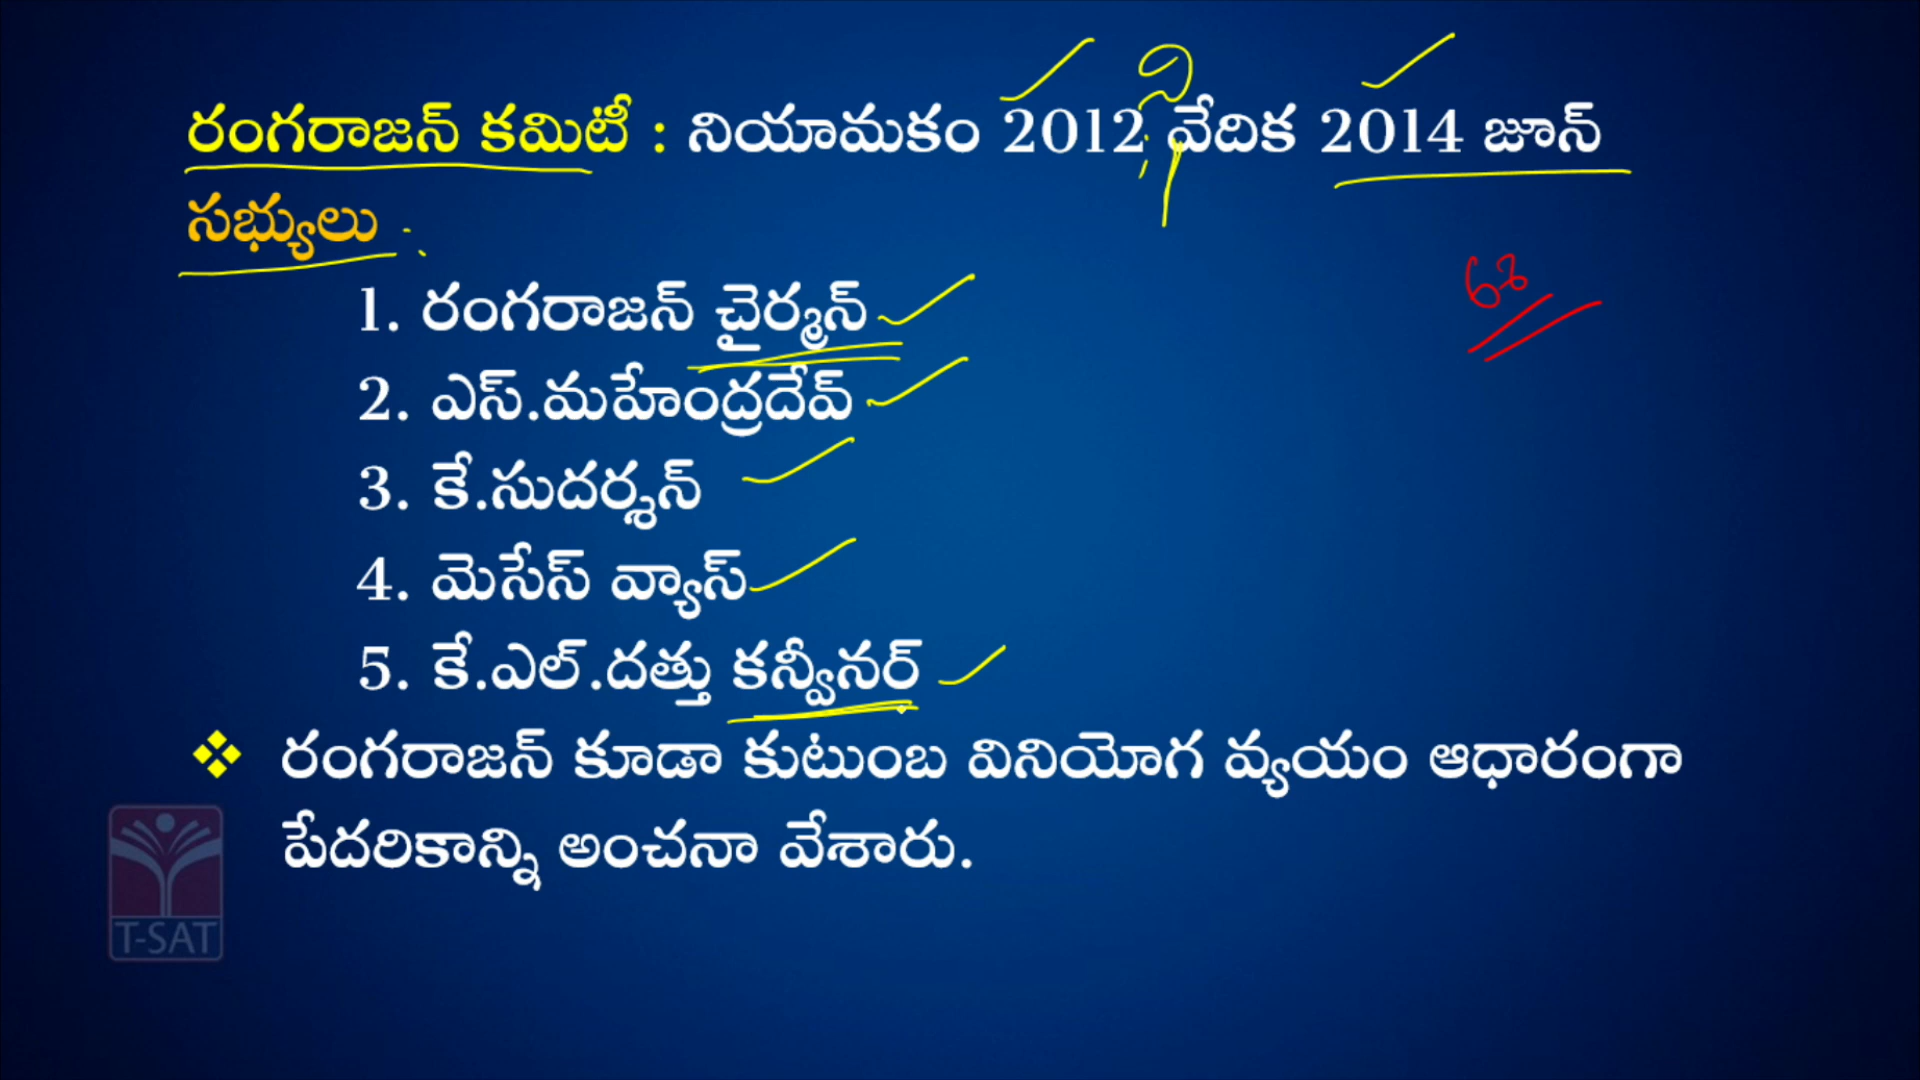 రంగరాజన్ కమిటీ : నియామకం 2012 వేదిక 2014 జూన్
ని
సభ్యులు :
68
1. రంగరాజన్ చైర్మన్
2. ఎస్.మహేంద్రదేవ్
3. కే.సుదర్శన్
4. మెసేస్ వ్యాస్
5. కే.ఎల్.దత్తు కన్వీనర్
రంగరాజన్ కూడా కుటుంబ వినియోగ వ్యయం ఆధారంగా
పేదరికాన్ని అంచనా వేశారు.
T-SAT